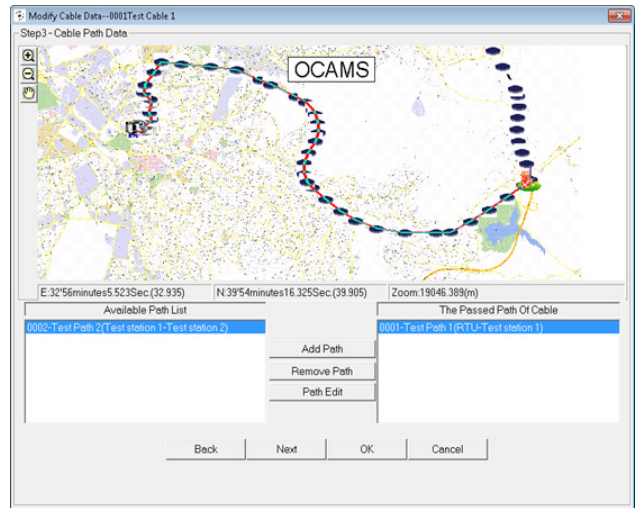 Modify Cable Data--0001Test Cable 1
Step3 - Cable Path Data
OCAMS
E:32°56minutes5.523Sec.(32.935) N:39°54minutes16.325Sec.(39.905) Zoom:19046.389(m)
Available Path List The Passed Path Of Cable
0002-Test Path 2(Test station 1-Test station 2) 0001-Test Path 1(RTU-Test station 1)
Add Path
Remove Path
Path Edit
Back Next OK Cancel